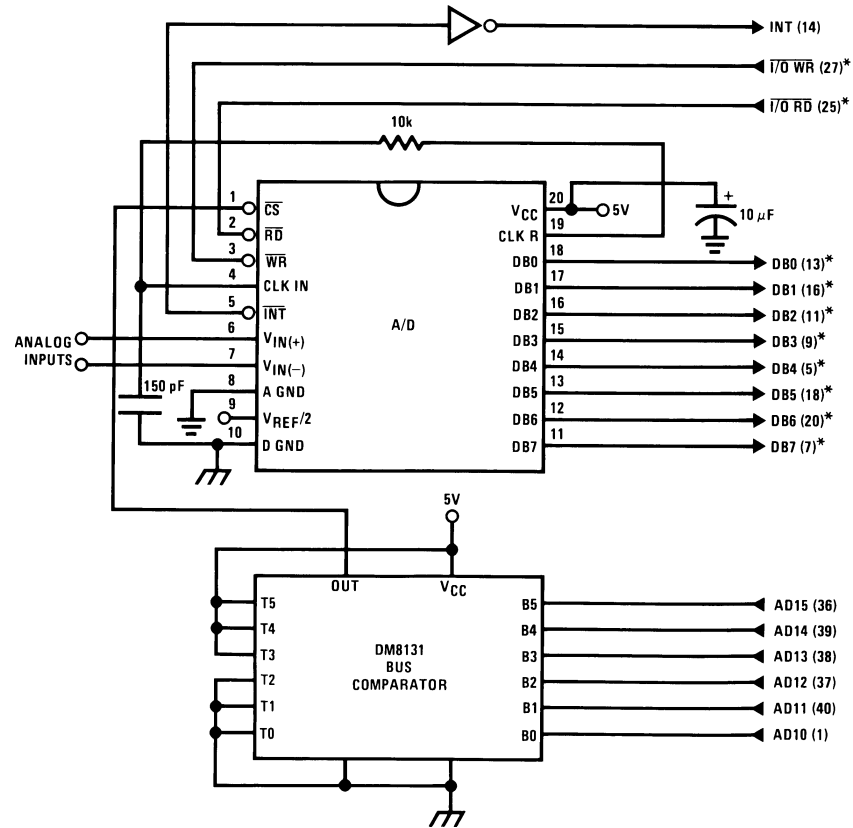 INT (14)
I/O WR (27)*
I/O RD (25)*
10k
1 CS
2 RD
3 WR
4 CLK IN
5 INT
6 VIN(+)
7 VIN(−)
8 A GND
9 VREF/2
10 D GND
ANALOG
INPUTS
150 pF
A/D
VCC 20
5V
+
10 µF
CLK R 19
DB0 18 DB0 (13)*
DB1 17 DB1 (16)*
DB2 16 DB2 (11)*
DB3 15 DB3 (9)*
DB4 14 DB4 (5)*
DB5 13 DB5 (18)*
DB6 12 DB6 (20)*
DB7 11 DB7 (7)*
5V
OUT VCC
T5
T4
T3
T2
T1
T0
DM8131
BUS
COMPARATOR
B5 AD15 (36)
B4 AD14 (39)
B3 AD13 (38)
B2 AD12 (37)
B1 AD11 (40)
B0 AD10 (1)